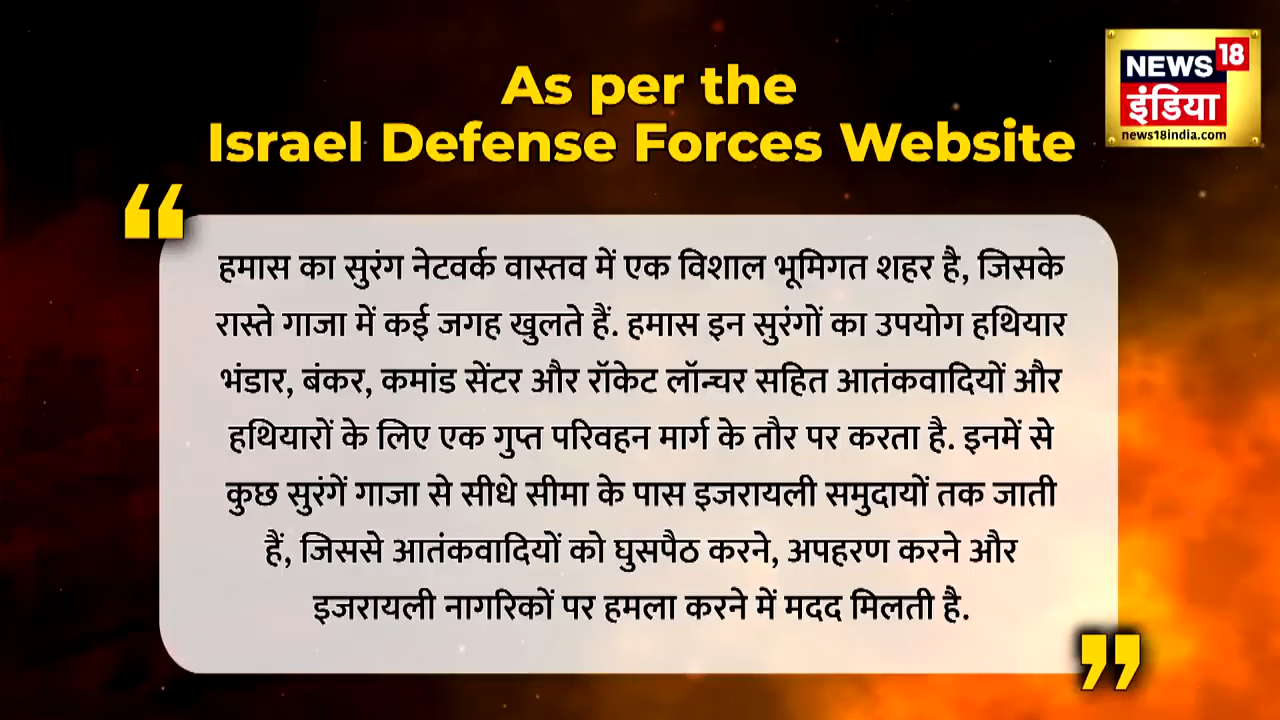 As per the
Israel Defense Forces Website
NEWS 18
इंडिया
news18india.com
“
हमास का सुरंग नेटवर्क वास्तव में एक विशाल भूमिगत शहर है, जिसके
रास्ते गाजा में कई जगह खुलते हैं. हमास इन सुरंगों का उपयोग हथियार
भंडार, बंकर, कमांड सेंटर और रॉकेट लॉन्चर सहित आतंकवादियों और
हथियारों के लिए एक गुप्त परिवहन मार्ग के तौर पर करता है. इनमें से
कुछ सुरंगें गाजा से सीधे सीमा के पास इजरायली समुदायों तक जाती
हैं, जिससे आतंकवादियों को घुसपैठ करने, अपहरण करने और
इजरायली नागरिकों पर हमला करने में मदद मिलती है.
”